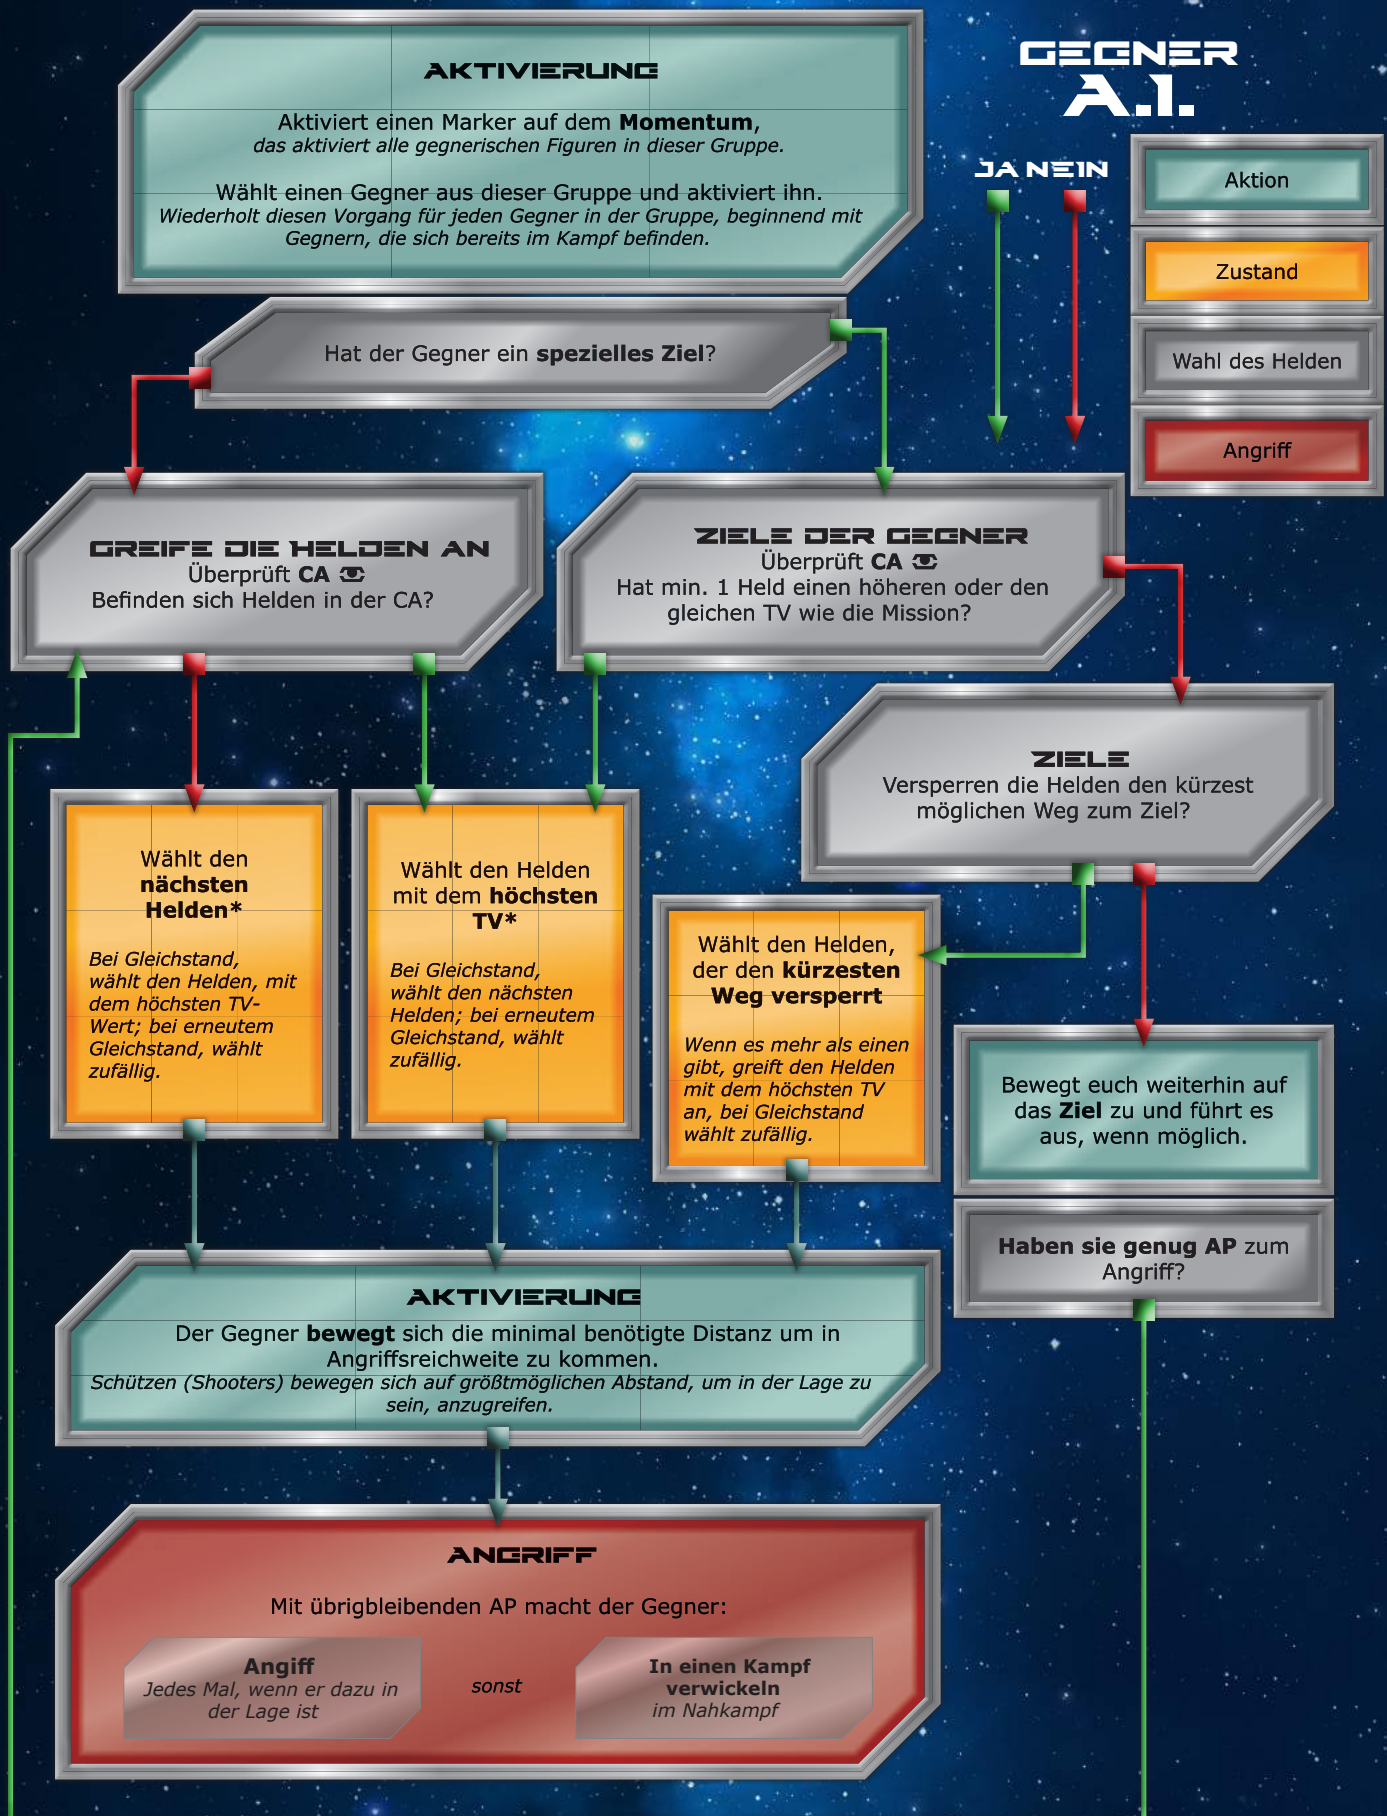 AKTIVIERUNG
Aktiviert einen Marker auf dem Momentum,
das aktiviert alle gegnerischen Figuren in dieser Gruppe.
Wählt einen Gegner aus dieser Gruppe und aktiviert ihn.
Wiederholt diesen Vorgang für jeden Gegner in der Gruppe, beginnend mit
Gegnern, die sich bereits im Kampf befinden.
GEGNER
A.I.
JA NEIN
Aktion
Zustand
Wahl des Helden
Angriff
Hat der Gegner ein spezielles Ziel?
GREIFE DIE HELDEN AN
Überprüft CA
Befinden sich Helden in der CA?
ZIELE DER GEGNER
Überprüft CA
Hat min. 1 Held einen höheren oder den
gleichen TV wie die Mission?
ZIELE
Versperren die Helden den kürzest
möglichen Weg zum Ziel?
Wählt den
nächsten
Helden*
Bei Gleichstand,
wählt den Helden, mit
dem höchsten TV-
Wert; bei erneutem
Gleichstand, wählt
zufällig.
Wählt den Helden
mit dem höchsten
TV*
Bei Gleichstand,
wählt den nächsten
Helden; bei erneutem
Gleichstand, wählt
zufällig.
Wählt den Helden,
der den kürzesten
Weg versperrt
Wenn es mehr als einen
gibt, greift den Helden
mit dem höchsten TV
an, bei Gleichstand
wählt zufällig.
Bewegt euch weiterhin auf
das Ziel zu und führt es
aus, wenn möglich.
Haben sie genug AP zum
Angriff?
AKTIVIERUNG
Der Gegner bewegt sich die minimal benötigte Distanz um in
Angriffsreichweite zu kommen.
Schützen (Shooters) bewegen sich auf größtmöglichen Abstand, um in der Lage zu
sein, anzugreifen.
ANGRIFF
Mit übrigbleibenden AP macht der Gegner:
Angiff
Jedes Mal, wenn er dazu in
der Lage ist
sonst
In einen Kampf
verwickeln
im Nahkampf